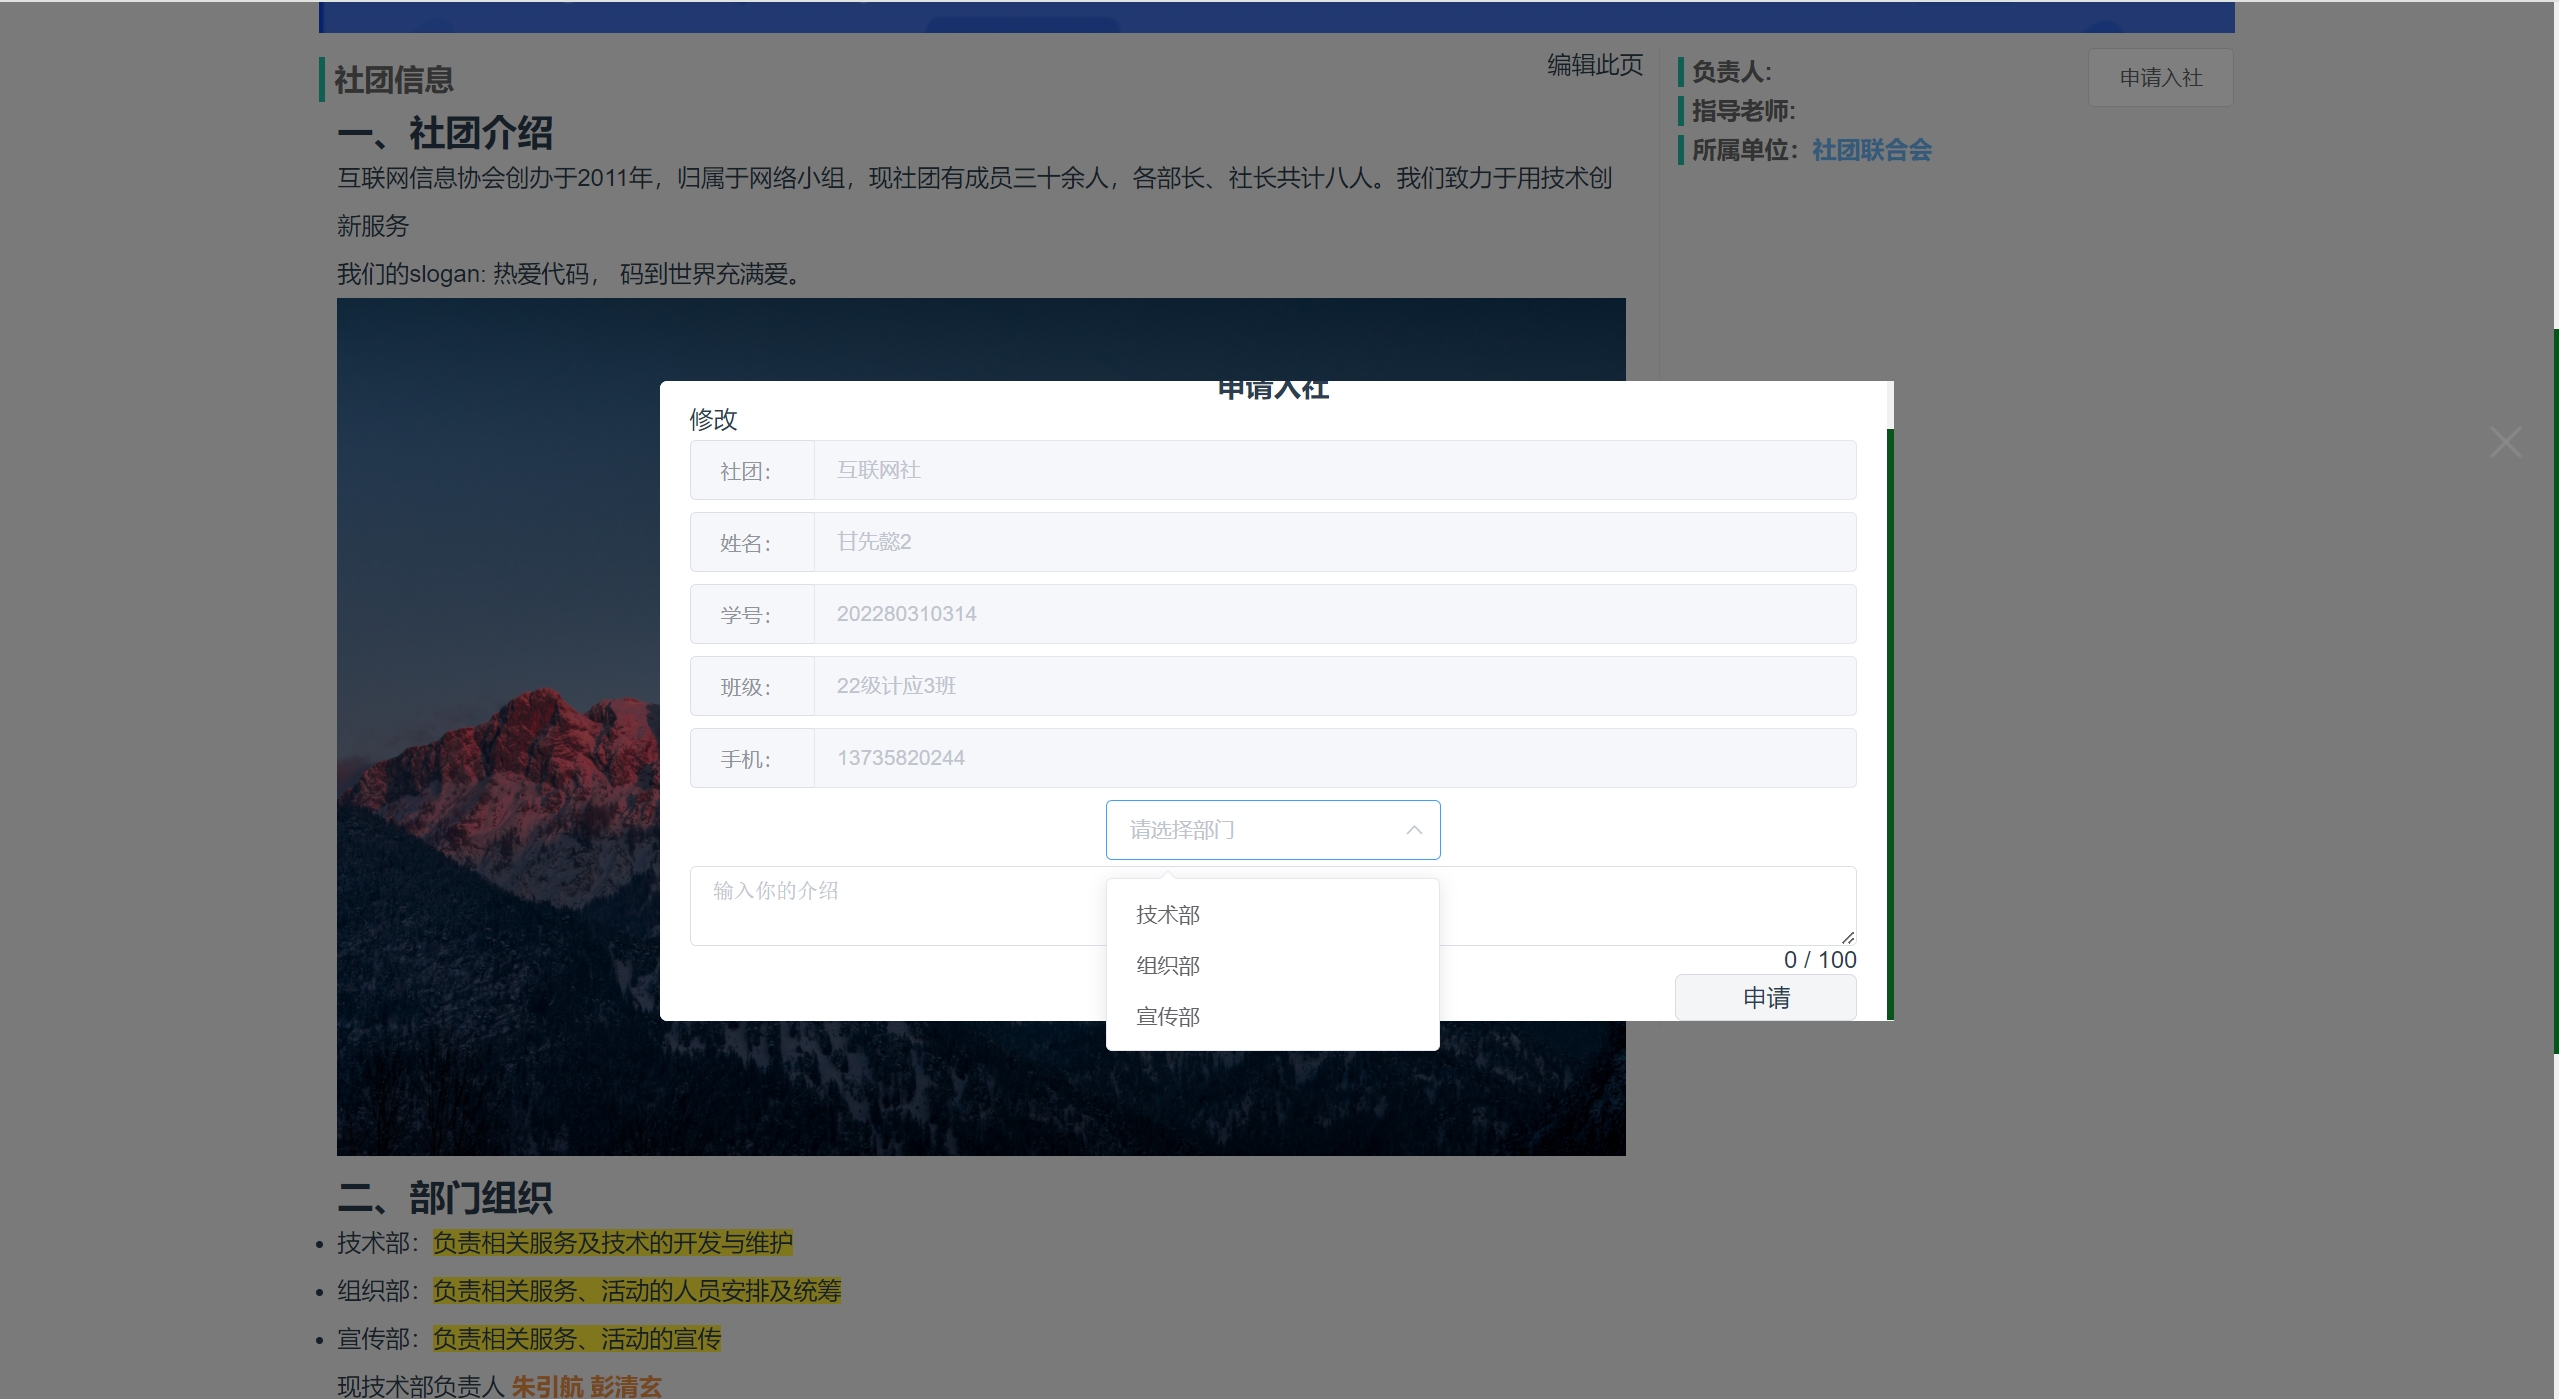 社团信息
编辑此页
负责人:
申请入社
指导老师:
所属单位：社团联合会
一、社团介绍
互联网信息协会创办于2011年，归属于网络小组，现社团有成员三十余人，各部长、社长共计八人。我们致力于用技术创
新服务
我们的slogan: 热爱代码， 码到世界充满爱。
申请入社
修改
社团： 互联网社
姓名： 甘先懿2
学号： 202280310314
班级： 22级计应3班
手机： 13735820244
请选择部门
输入你的介绍
技术部
组织部
宣传部
0 / 100
申请
二、部门组织
技术部：负责相关服务及技术的开发与维护
组织部：负责相关服务、活动的人员安排及统筹
宣传部：负责相关服务、活动的宣传
现技术部负责人 朱引航 彭清玄